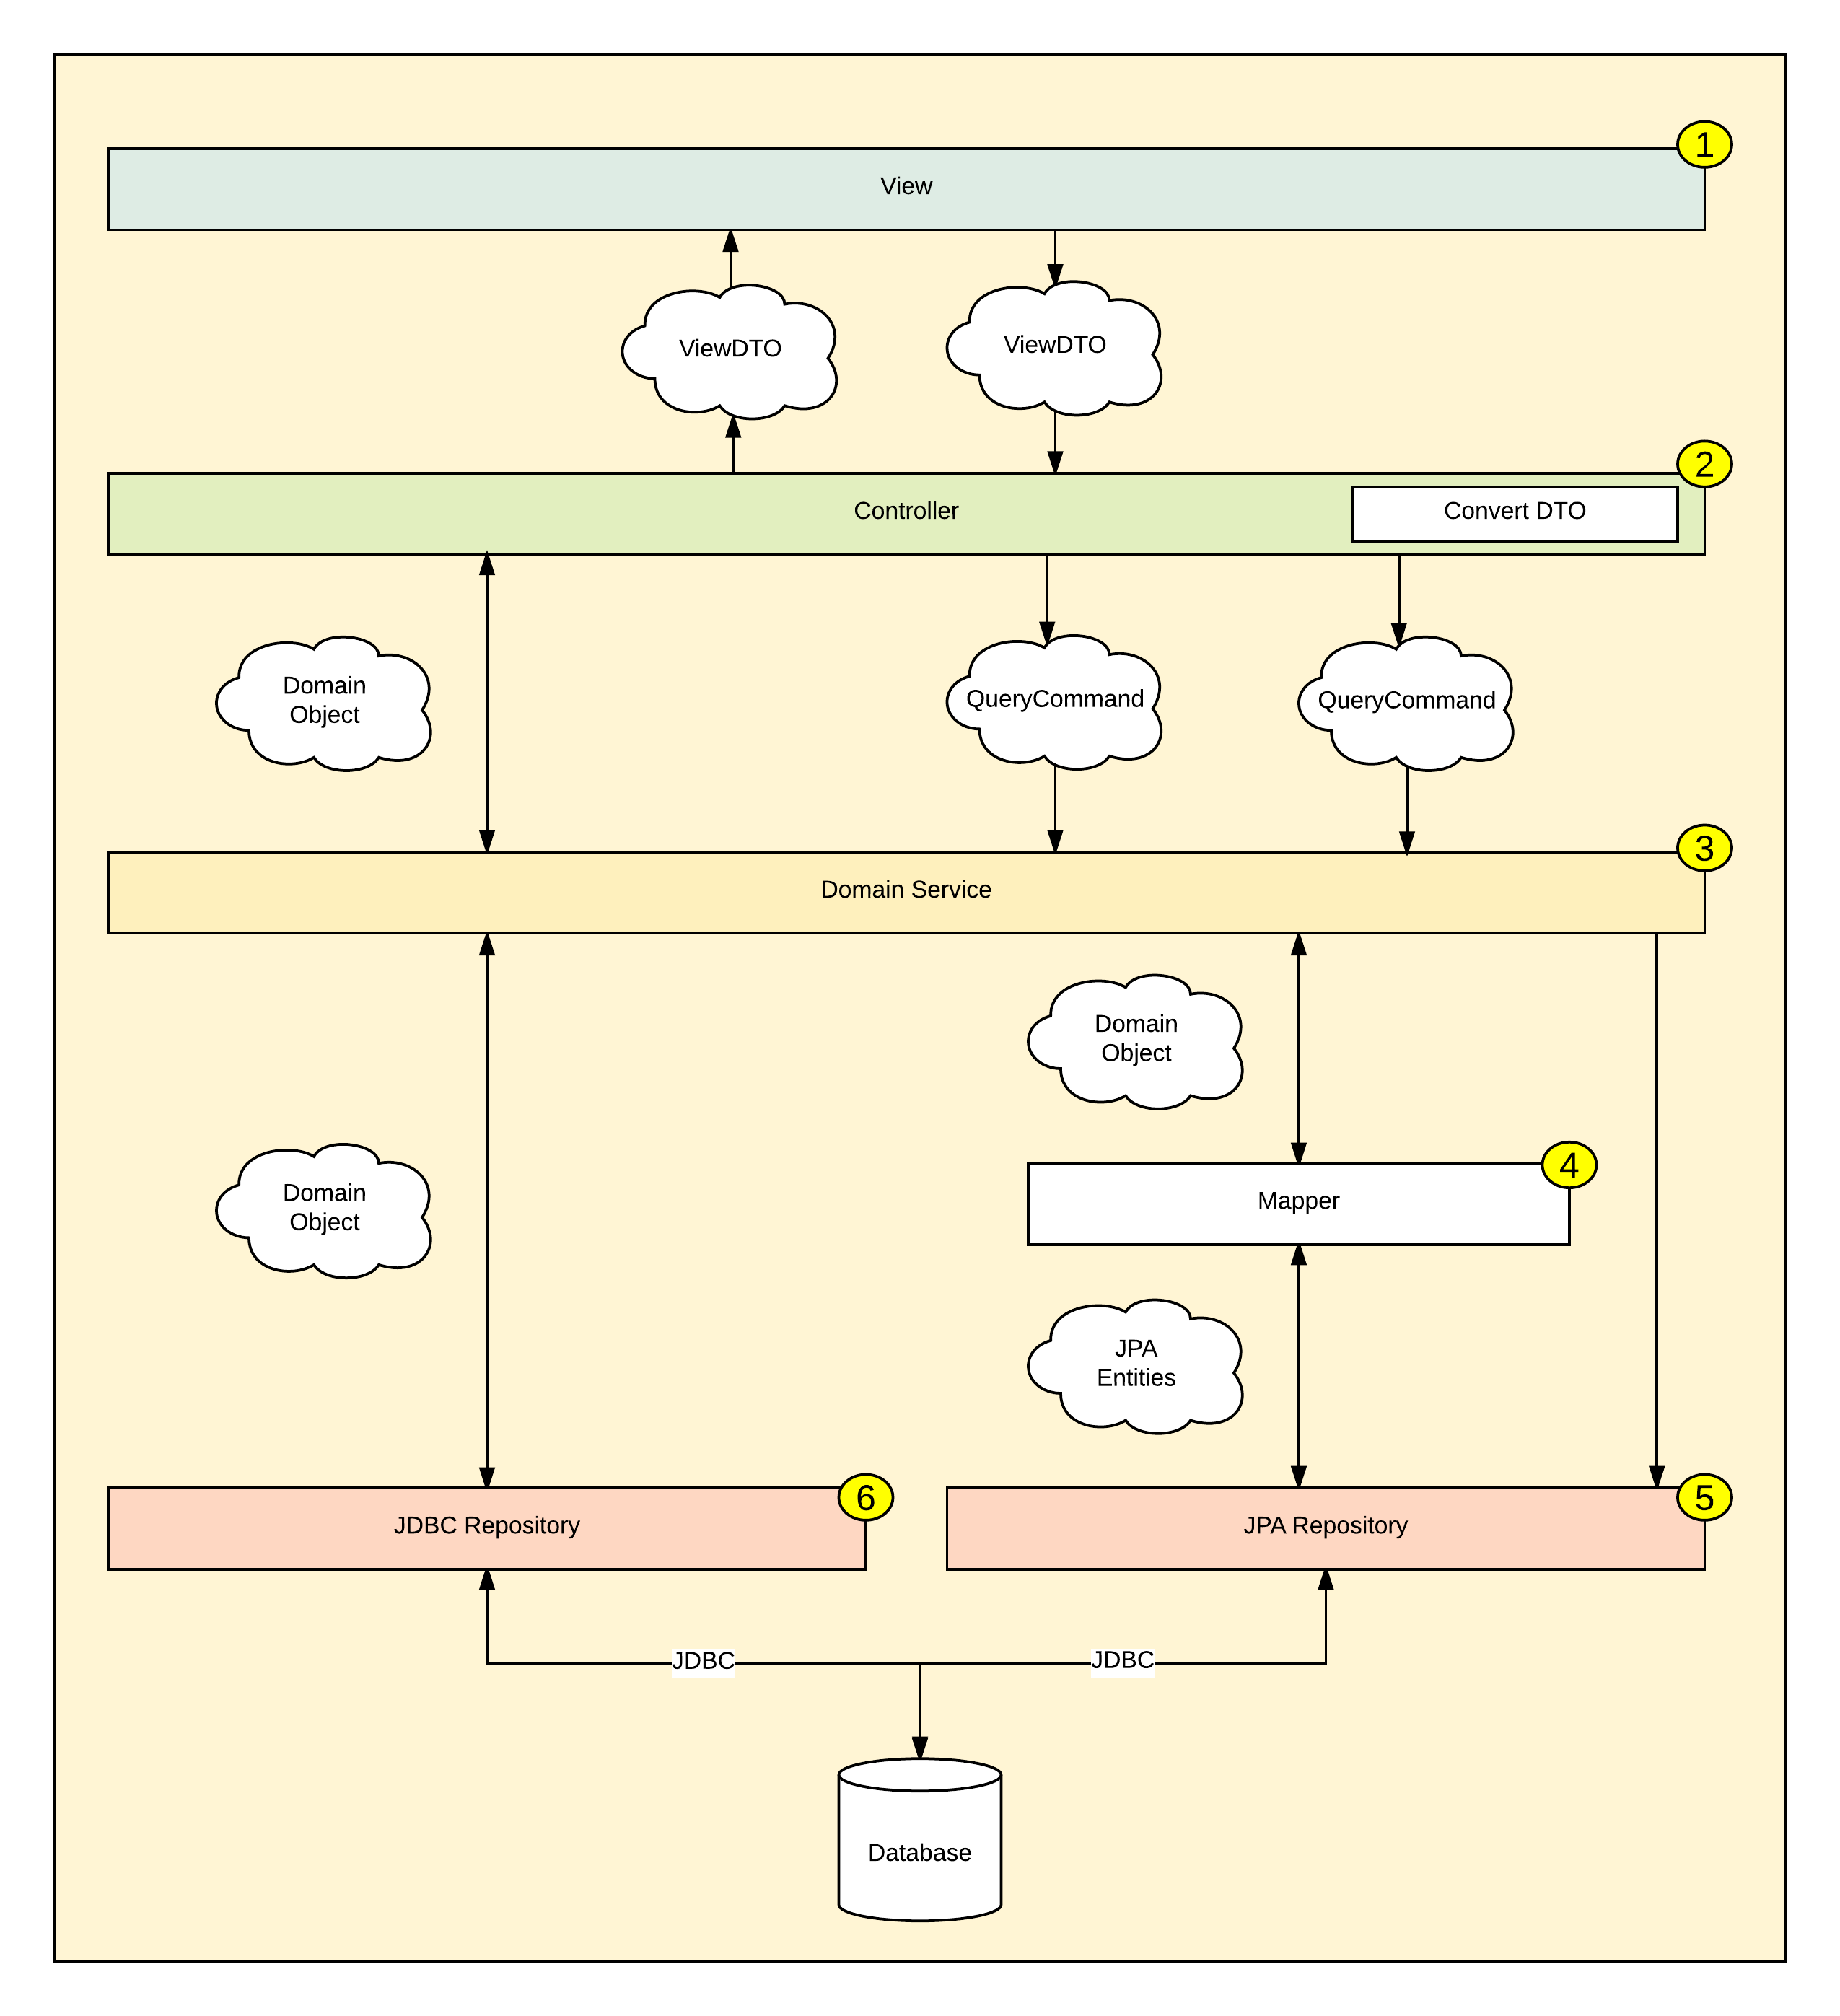 1
View
ViewDTO
ViewDTO
2
Controller
Convert DTO
Domain
Object
QueryCommand
QueryCommand
3
Domain Service
Domain
Object
4
Mapper
Domain
Object
JPA
Entities
6
JDBC Repository
5
JPA Repository
JDBC
JDBC
Database